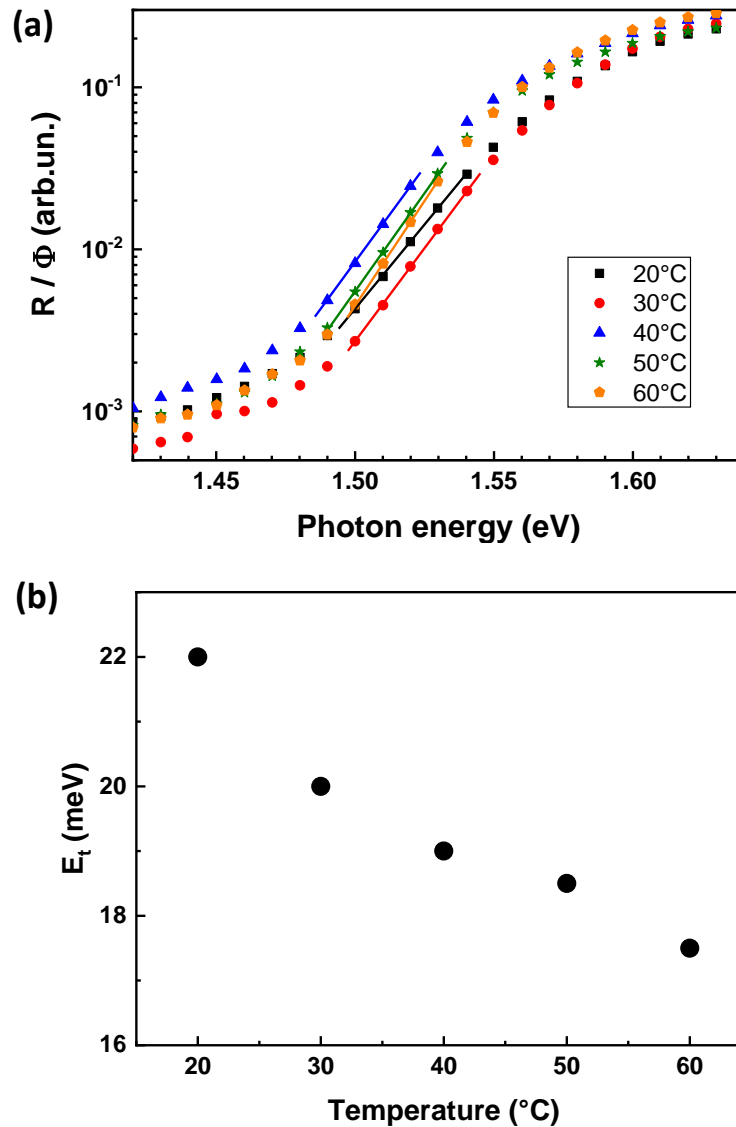 (a)
R / Φ (arb.un.)
10⁻¹
10⁻²
10⁻³
20°C
30°C
40°C
50°C
60°C
1.45 1.50 1.55 1.60
Photon energy (eV)
(b)
E_t (meV)
22
20
18
16
20 30 40 50 60
Temperature (°C)